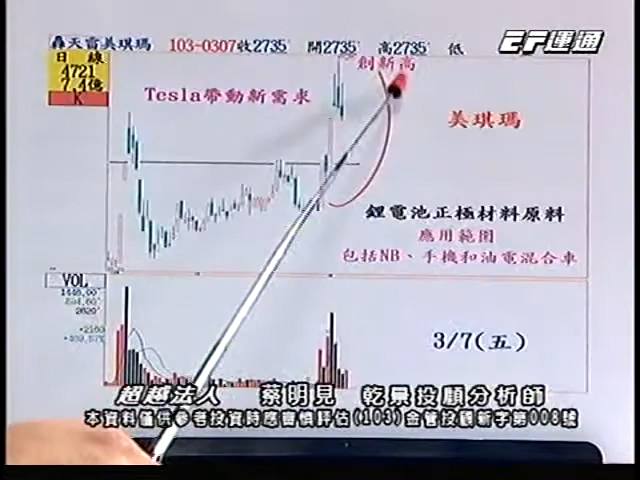 轟天雷美琪瑪 103-0307收2735 開2735 高2735 低
ET運通
日 線
4721
7.4億
K
創新高
Tesla帶動新需求
美琪瑪
鋰電池正極材料原料
應用範圍
包括NB、手機和油電混合車
VOL
3/7(五)
超越法人 蔡明見 乾景投顧分析師
本資料僅供參考投資時應審慎評估(103)金管投顧新字第008號